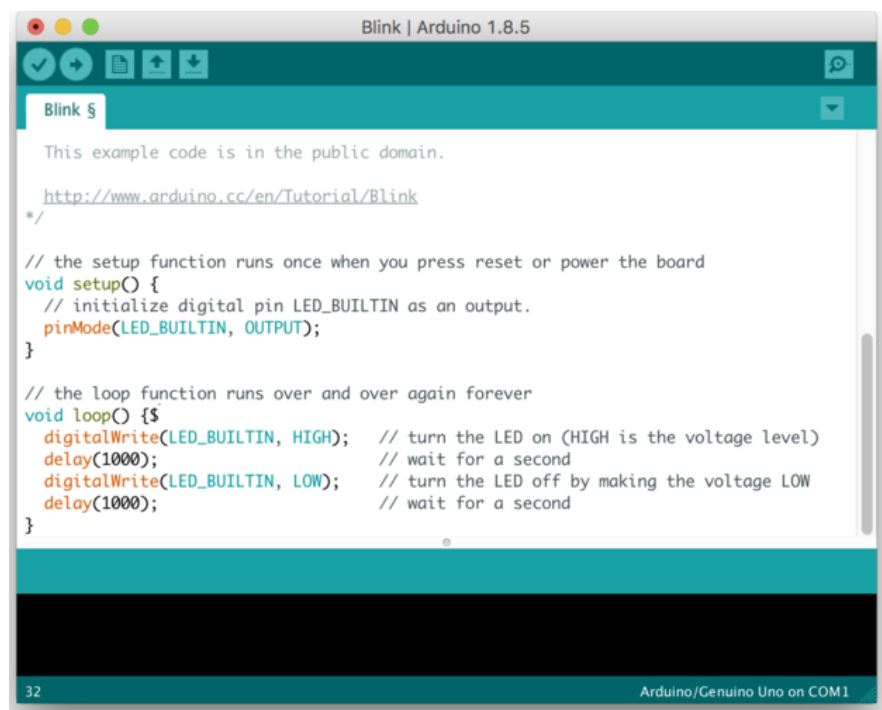 Blink | Arduino 1.8.5
Blink §
This example code is in the public domain.
http://www.arduino.cc/en/Tutorial/Blink
*/
// the setup function runs once when you press reset or power the board
void setup() {
  // initialize digital pin LED_BUILTIN as an output.
  pinMode(LED_BUILTIN, OUTPUT);
}
// the loop function runs over and over again forever
void loop() {$
  digitalWrite(LED_BUILTIN, HIGH);   // turn the LED on (HIGH is the voltage level)
  delay(1000);                       // wait for a second
  digitalWrite(LED_BUILTIN, LOW);    // turn the LED off by making the voltage LOW
  delay(1000);                       // wait for a second
}
32 Arduino/Genuino Uno on COM1